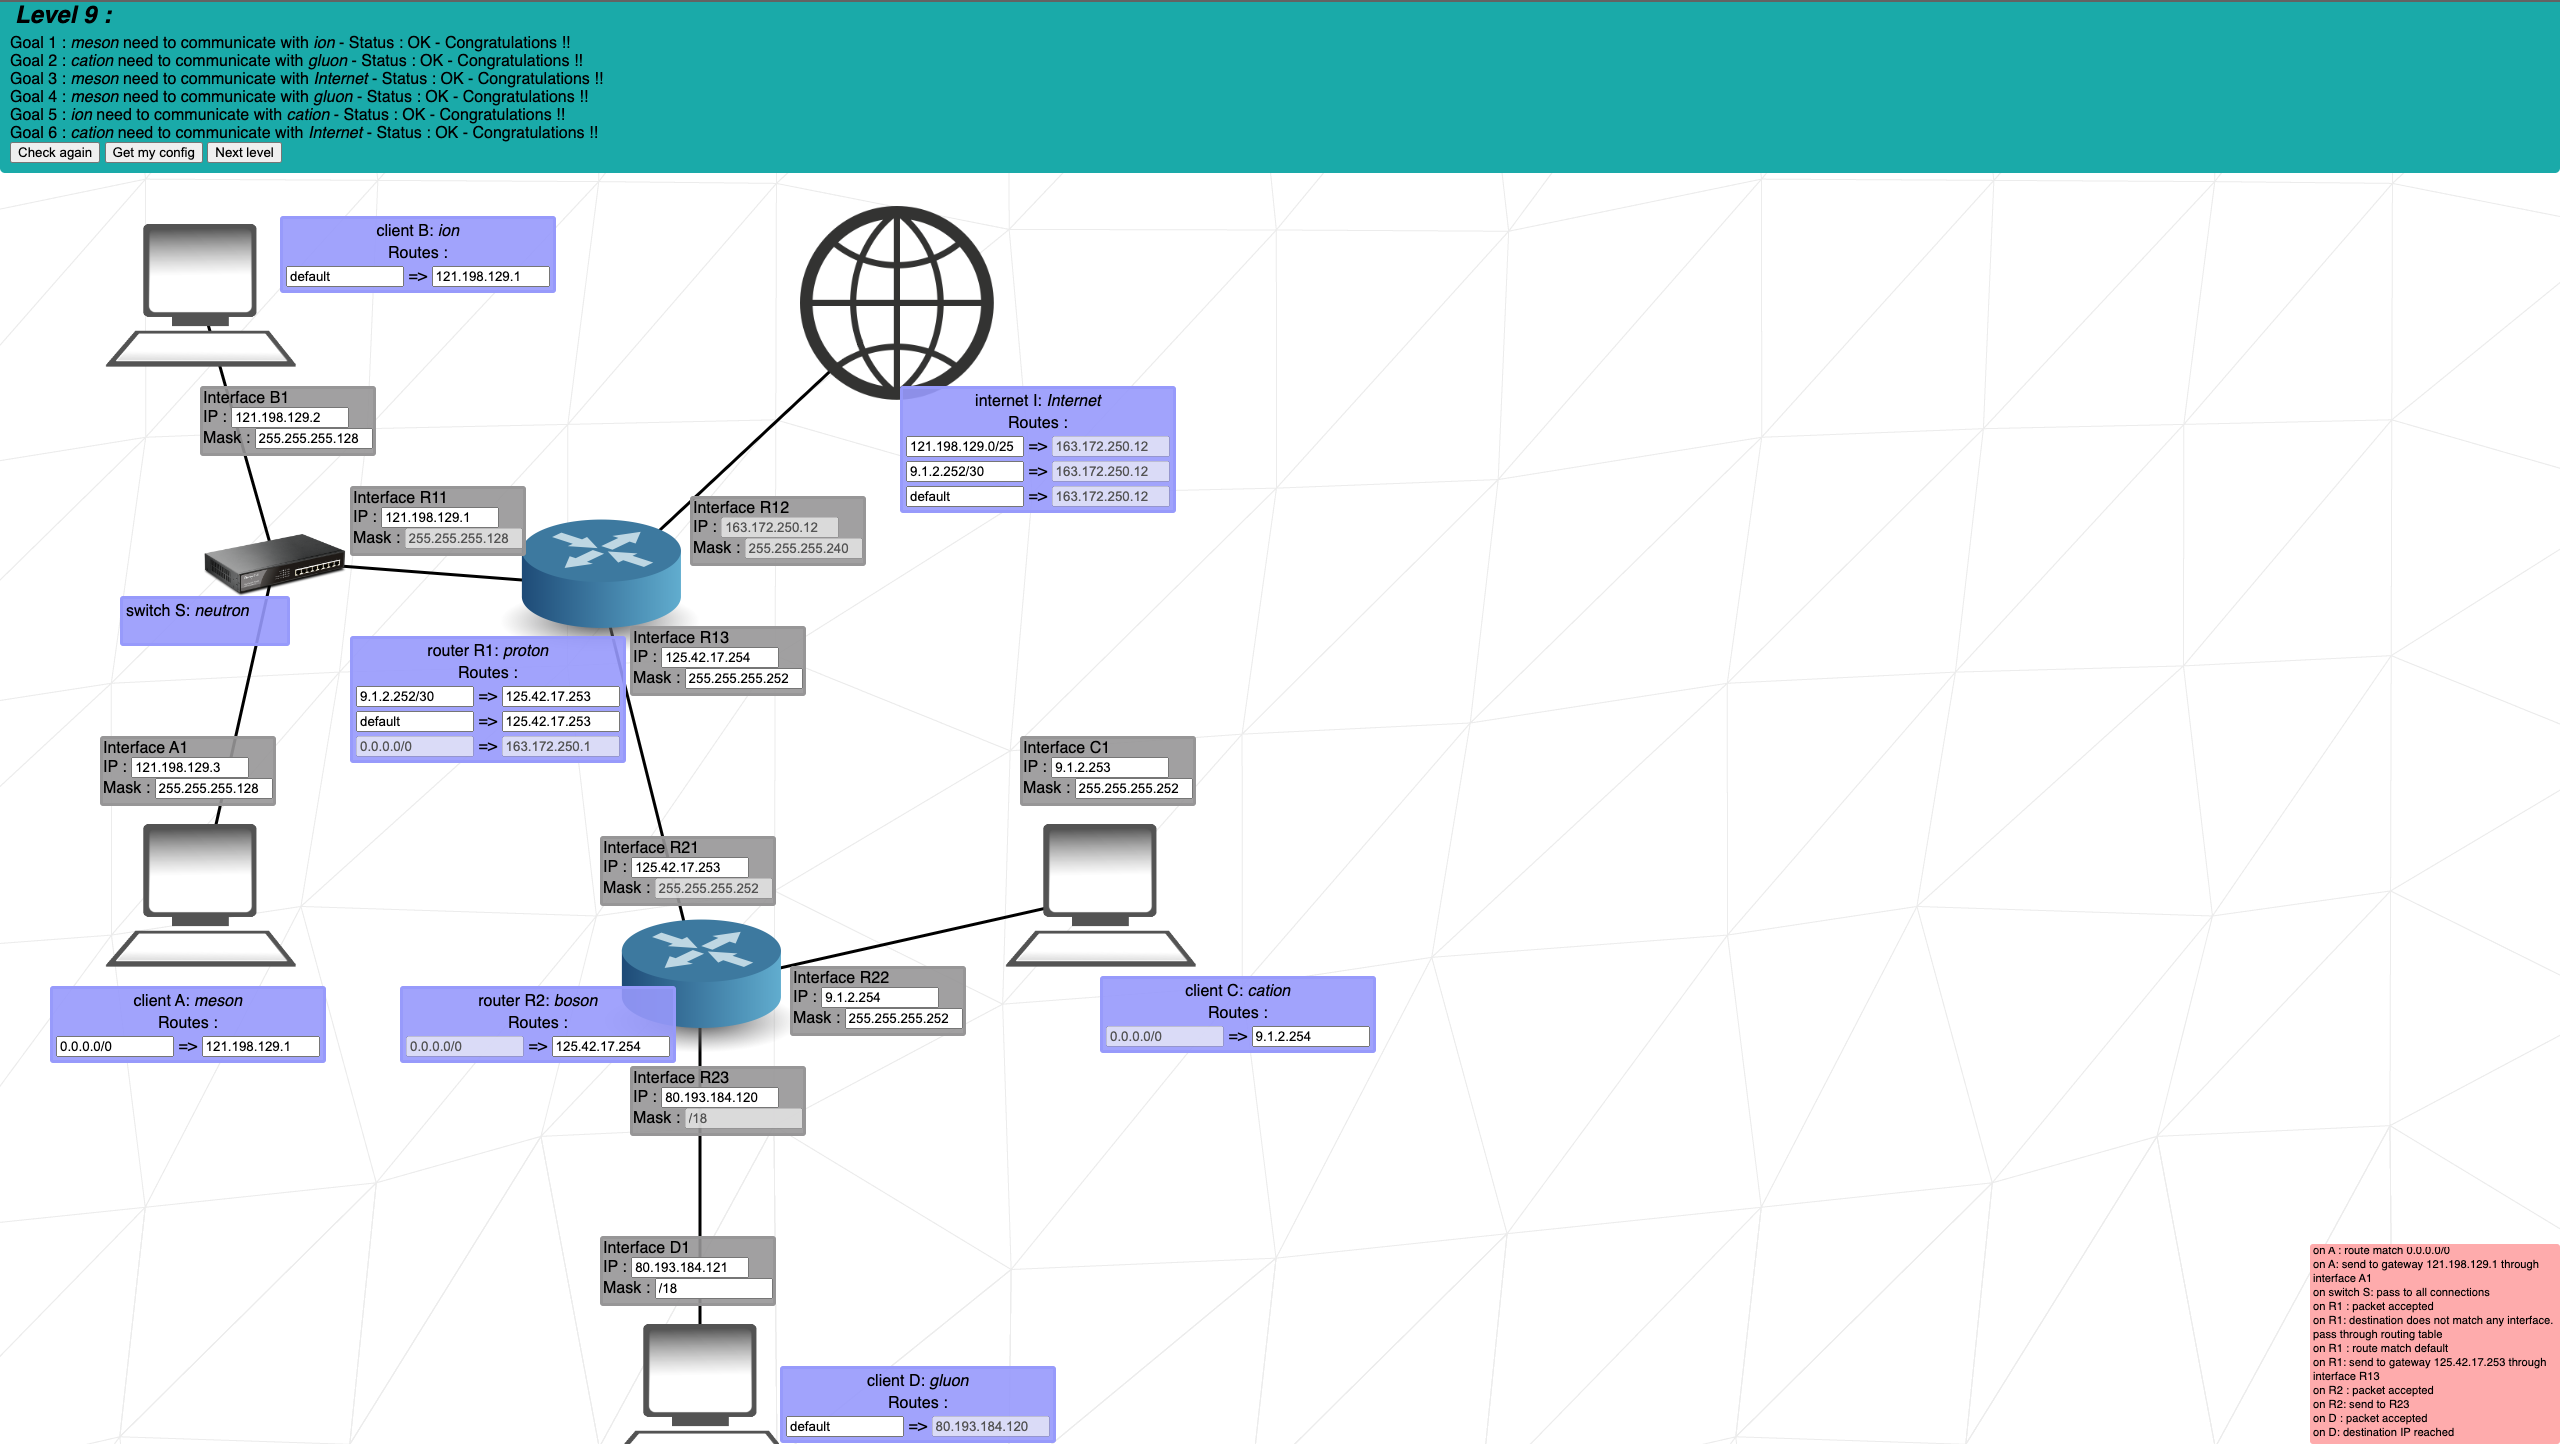 Level 9 :
Goal 1 : meson need to communicate with ion - Status : OK - Congratulations !!
Goal 2 : cation need to communicate with gluon - Status : OK - Congratulations !!
Goal 3 : meson need to communicate with Internet - Status : OK - Congratulations !!
Goal 4 : meson need to communicate with gluon - Status : OK - Congratulations !!
Goal 5 : ion need to communicate with cation - Status : OK - Congratulations !!
Goal 6 : cation need to communicate with Internet - Status : OK - Congratulations !!
Check again Get my config Next level
client B: ion
Routes :
default => 121.198.129.1
Interface B1
IP : 121.198.129.2
Mask : 255.255.255.128
internet I: Internet
Routes :
121.198.129.0/25 => 163.172.250.12
9.1.2.252/30 => 163.172.250.12
default => 163.172.250.12
Interface R11
IP : 121.198.129.1
Mask : 255.255.255.128
Interface R12
IP : 163.172.250.12
Mask : 255.255.255.240
switch S: neutron
router R1: proton
Routes :
9.1.2.252/30 => 125.42.17.253
default => 125.42.17.253
0.0.0.0/0 => 163.172.250.1
Interface R13
IP : 125.42.17.254
Mask : 255.255.255.252
Interface A1
IP : 121.198.129.3
Mask : 255.255.255.128
Interface C1
IP : 9.1.2.253
Mask : 255.255.255.252
Interface R21
IP : 125.42.17.253
Mask : 255.255.255.252
client A: meson
Routes :
0.0.0.0/0 => 121.198.129.1
router R2: boson
Routes :
0.0.0.0/0 => 125.42.17.254
Interface R22
IP : 9.1.2.254
Mask : 255.255.255.252
client C: cation
Routes :
0.0.0.0/0 => 9.1.2.254
Interface R23
IP : 80.193.184.120
Mask : /18
Interface D1
IP : 80.193.184.121
Mask : /18
client D: gluon
Routes :
default => 80.193.184.120
on A : route match 0.0.0.0/0
on A: send to gateway 121.198.129.1 through
interface A1
on switch S: pass to all connections
on R1 : packet accepted
on R1: destination does not match any interface.
pass through routing table
on R1 : route match default
on R1: send to gateway 125.42.17.253 through
interface R13
on R2 : packet accepted
on R2: send to R23
on D : packet accepted
on D: destination IP reached